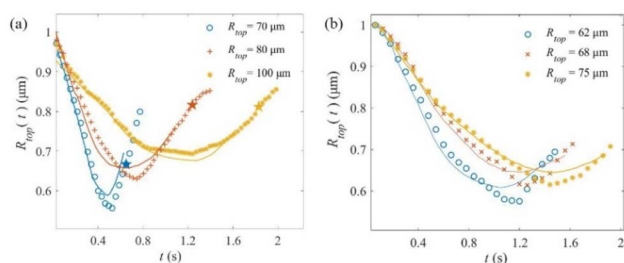 (a)
R_top = 70 μm
R_top = 80 μm
R_top = 100 μm
1
0.9
0.8
0.7
0.6
R_top(t) (μm)
0.4 0.8 1.2 1.6 2
t (s)
(b)
R_top = 62 μm
R_top = 68 μm
R_top = 75 μm
1
0.9
0.8
0.7
0.6
R_top(t) (μm)
0.4 0.8 1.2 1.6 2
t (s)